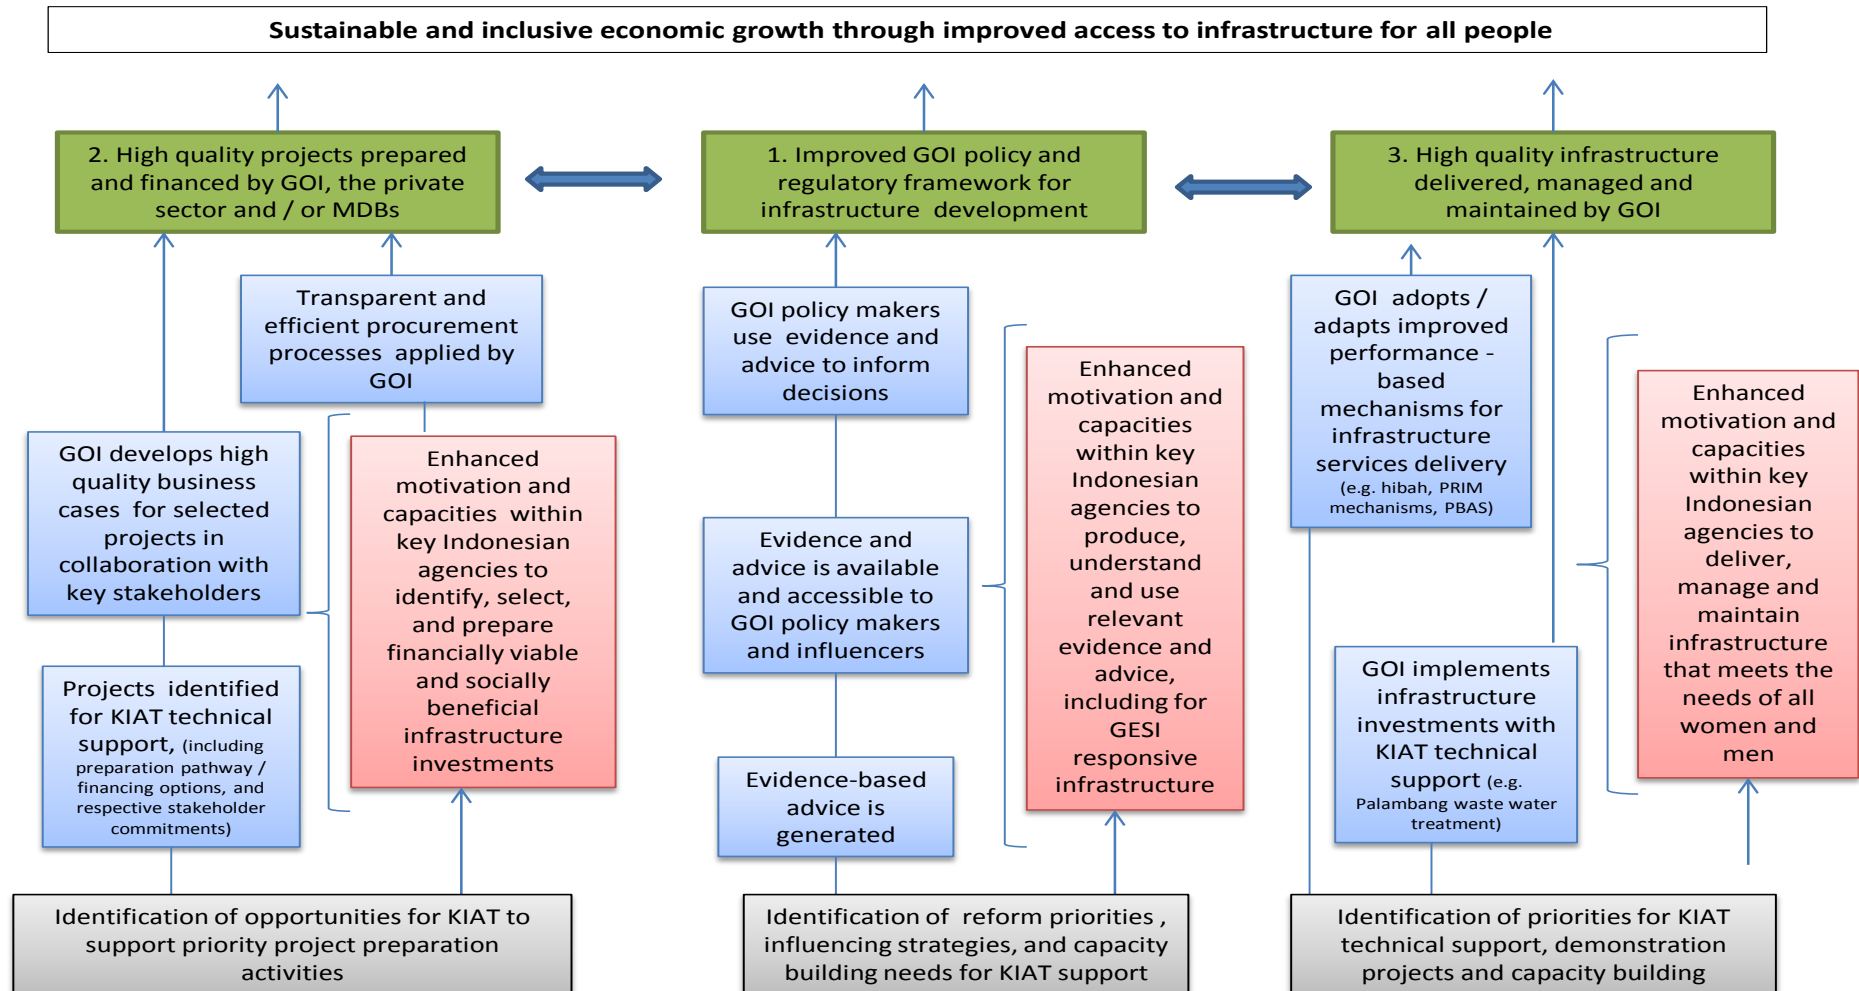 Sustainable and inclusive economic growth through improved access to infrastructure for all people
2. High quality projects prepared
and financed by GOI, the private
sector and / or MDBs
1. Improved GOI policy and
regulatory framework for
infrastructure development
3. High quality infrastructure
delivered, managed and
maintained by GOI
Transparent and
efficient procurement
processes applied by
GOI
GOI develops high
quality business
cases for selected
projects in
collaboration with
key stakeholders
Projects identified
for KIAT technical
support, (including
preparation pathway /
financing options, and
respective stakeholder
commitments)
Enhanced
motivation and
capacities within
key Indonesian
agencies to
identify, select,
and prepare
financially viable
and socially
beneficial
infrastructure
investments
GOI policy makers
use evidence and
advice to inform
decisions
Evidence and
advice is available
and accessible to
GOI policy makers
and influencers
Evidence-based
advice is
generated
Enhanced
motivation and
capacities
within key
Indonesian
agencies to
produce,
understand
and use
relevant
evidence and
advice,
including for
GESI
responsive
infrastructure
GOI adopts /
adapts improved
performance -
based
mechanisms for
infrastructure
services delivery
(e.g. hibah, PRIM
mechanisms, PBAS)
GOI implements
infrastructure
investments with
KIAT technical
support (e.g.
Palambang waste water
treatment)
Enhanced
motivation and
capacities
within key
Indonesian
agencies to
deliver,
manage and
maintain
infrastructure
that meets the
needs of all
women and
men
Identification of opportunities for KIAT to
support priority project preparation
activities
Identification of reform priorities ,
influencing strategies, and capacity
building needs for KIAT support
Identification of priorities for KIAT
technical support, demonstration
projects and capacity building